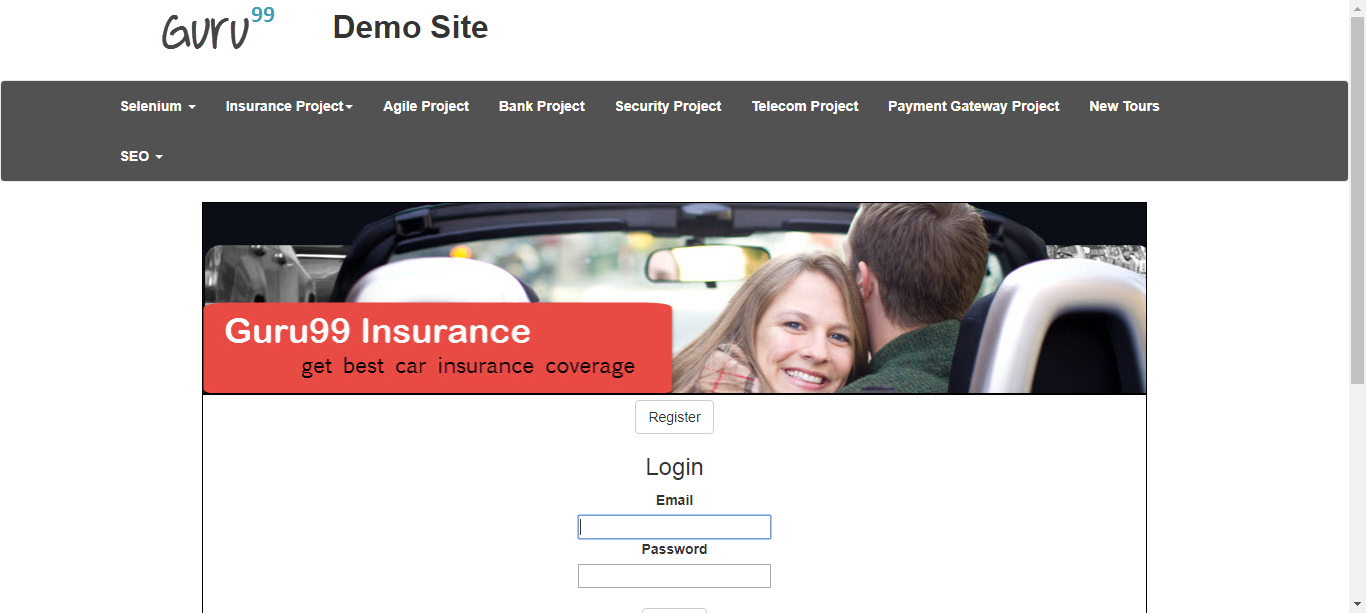 Guru99
Demo Site
Selenium Insurance Project Agile Project Bank Project Security Project Telecom Project Payment Gateway Project New Tours
SEO
Guru99 Insurance
get best car insurance coverage
Register
Login
Email
Password